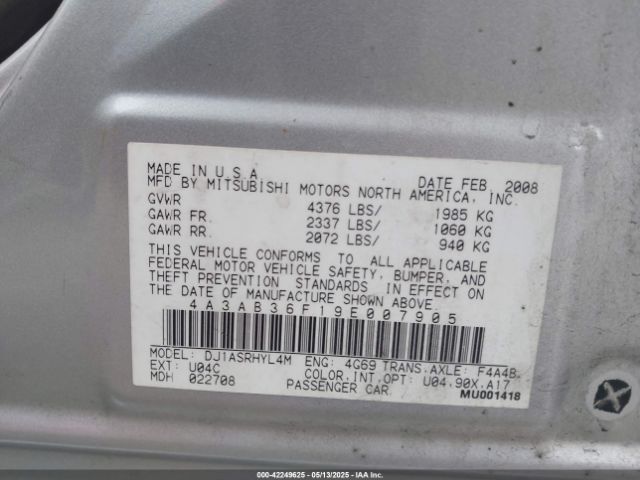 MADE IN U.S.A. DATE FEB. 2008
MFD BY MITSUBISHI MOTORS NORTH AMERICA, INC.
GVWR 4376 LBS/ 1985 KG
GAWR FR. 2337 LBS/ 1060 KG
GAWR RR. 2072 LBS/ 940 KG
THIS VEHICLE CONFORMS TO ALL APPLICABLE
FEDERAL MOTOR VEHICLE SAFETY, BUMPER, AND
THEFT PREVENTION STANDARDS IN EFFECT ON
THE DATE OF MANUFACTURE SHOWN ABOVE.
4A3AB36F19E007905
MODEL: DJ1ASRHYL4M ENG: 4G69 TRANS.AXLE: F4A4B
EXT: U04C COLOR,INT,OPT: U04,90X,A17
MDH 022708 PASSENGER CAR
MU001418
000-42249625 - 05/13/2025 - IAAIC